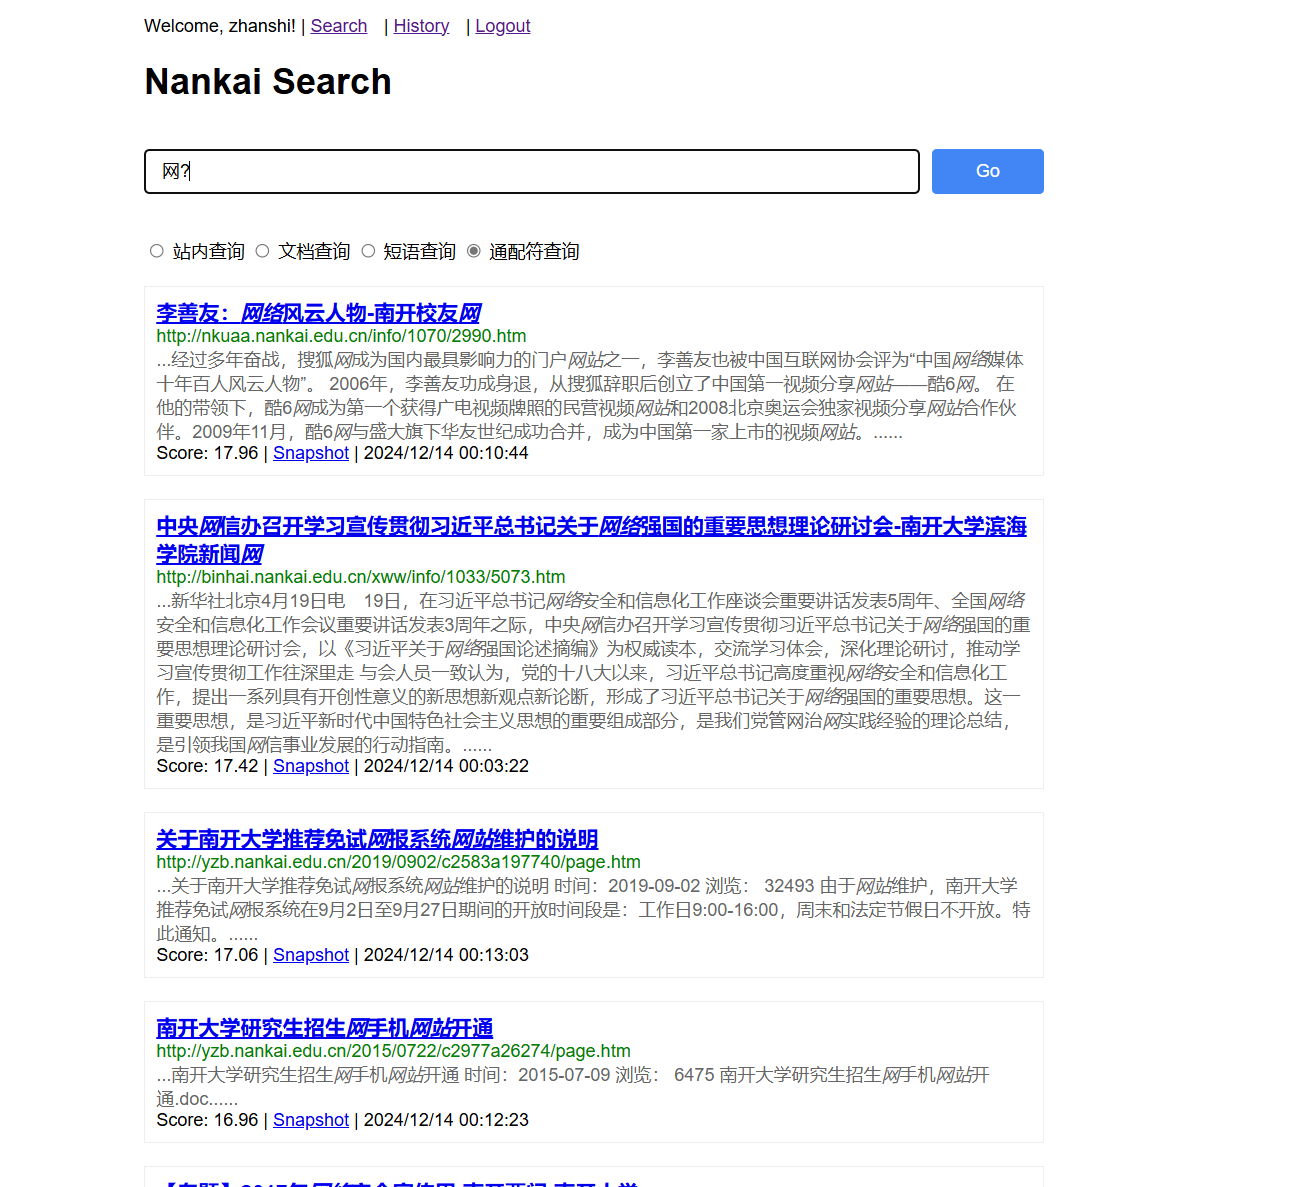 Welcome, zhanshi! | Search | History | Logout
Nankai Search
网?
Go
站内查询 文档查询 短语查询 通配符查询
李善友：网络风云人物-南开校友网
http://nkuaa.nankai.edu.cn/info/1070/2990.htm
...经过多年奋战，搜狐网成为国内最具影响力的门户网站之一，李善友也被中国互联网协会评为“中国网络媒体
十年百人风云人物”。 2006年，李善友功成身退，从搜狐辞职后创立了中国第一视频分享网站——酷6网。 在
他的带领下，酷6网成为第一个获得广电视频牌照的民营视频网站和2008北京奥运会独家视频分享网站合作伙
伴。2009年11月，酷6网与盛大旗下华友世纪成功合并，成为中国第一家上市的视频网站。......
Score: 17.96 | Snapshot | 2024/12/14 00:10:44
中央网信办召开学习宣传贯彻习近平总书记关于网络强国的重要思想理论研讨会-南开大学滨海
学院新闻网
http://binhai.nankai.edu.cn/xww/info/1033/5073.htm
...新华社北京4月19日电　19日，在习近平总书记网络安全和信息化工作座谈会重要讲话发表5周年、全国网络
安全和信息化工作会议重要讲话发表3周年之际，中央网信办召开学习宣传贯彻习近平总书记关于网络强国的重
要思想理论研讨会，以《习近平关于网络强国论述摘编》为权威读本，交流学习体会，深化理论研讨，推动学
习宣传贯彻工作往深里走 与会人员一致认为，党的十八大以来，习近平总书记高度重视网络安全和信息化工
作，提出一系列具有开创性意义的新思想新观点新论断，形成了习近平总书记关于网络强国的重要思想。这一
重要思想，是习近平新时代中国特色社会主义思想的重要组成部分，是我们党管网治网实践经验的理论总结，
是引领我国网信事业发展的行动指南。......
Score: 17.42 | Snapshot | 2024/12/14 00:03:22
关于南开大学推荐免试网报系统网站维护的说明
http://yzb.nankai.edu.cn/2019/0902/c2583a197740/page.htm
...关于南开大学推荐免试网报系统网站维护的说明 时间：2019-09-02 浏览： 32493 由于网站维护，南开大学
推荐免试网报系统在9月2日至9月27日期间的开放时间段是：工作日9:00-16:00，周末和法定节假日不开放。特
此通知。......
Score: 17.06 | Snapshot | 2024/12/14 00:13:03
南开大学研究生招生网手机网站开通
http://yzb.nankai.edu.cn/2015/0722/c2977a26274/page.htm
...南开大学研究生招生网手机网站开通 时间：2015-07-09 浏览： 6475 南开大学研究生招生网手机网站开
通.doc......
Score: 16.96 | Snapshot | 2024/12/14 00:12:23